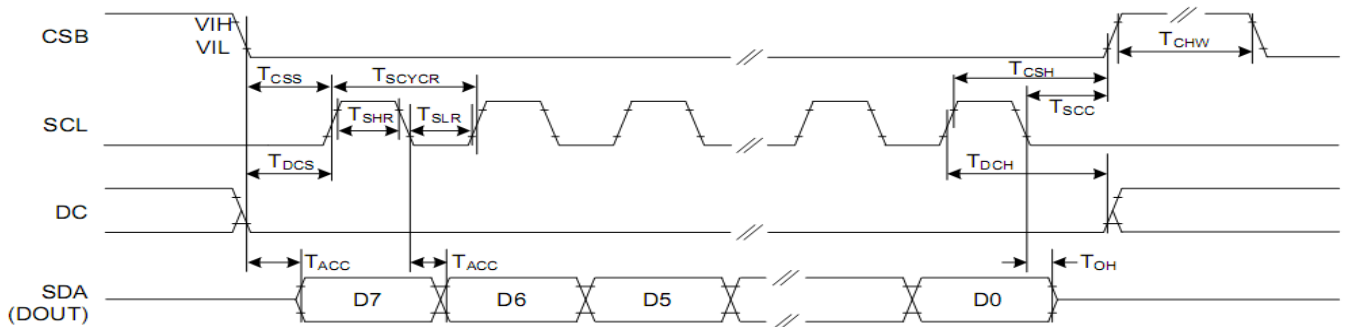 CSB
VIH
VIL
TCHW
TCSS
TSCYCR
TCSH
SCL
TSHR
TSLR
TSCC
TDCS
TDCH
DC
TACC
TACC
TOH
SDA
(DOUT)
D7
D6
D5
D0